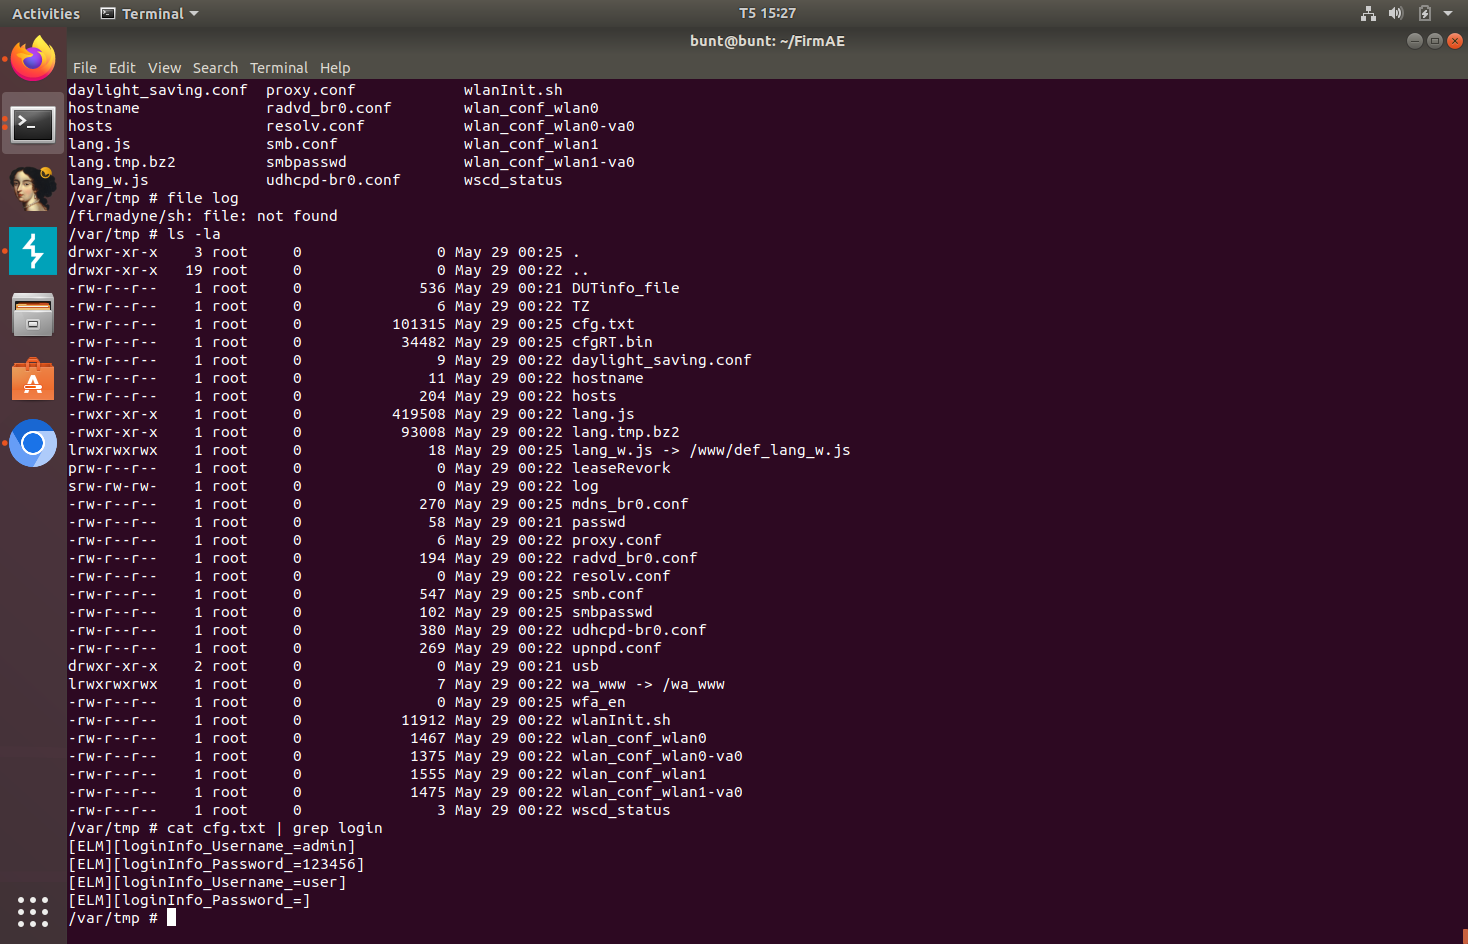 Activities Terminal T5 15:27
bunt@bunt: ~/FirmAE
File Edit View Search Terminal Help
daylight_saving.conf proxy.conf wlanInit.sh
hostname radvd_br0.conf wlan_conf_wlan0
hosts resolv.conf wlan_conf_wlan0-va0
lang.js smb.conf wlan_conf_wlan1
lang.tmp.bz2 smbpasswd wlan_conf_wlan1-va0
lang_w.js udhcpd-br0.conf wscd_status
/var/tmp # file log
/firmadyne/sh: file: not found
/var/tmp # ls -la
drwxr-xr-x 3 root 0 0 May 29 00:25 .
drwxr-xr-x 19 root 0 0 May 29 00:22 ..
-rw-r--r-- 1 root 0 536 May 29 00:21 DUTinfo_file
-rw-r--r-- 1 root 0 6 May 29 00:22 TZ
-rw-r--r-- 1 root 0 101315 May 29 00:25 cfg.txt
-rw-r--r-- 1 root 0 34482 May 29 00:25 cfgRT.bin
-rw-r--r-- 1 root 0 9 May 29 00:22 daylight_saving.conf
-rw-r--r-- 1 root 0 11 May 29 00:22 hostname
-rw-r--r-- 1 root 0 204 May 29 00:22 hosts
-rwxr-xr-x 1 root 0 419508 May 29 00:22 lang.js
-rwxr-xr-x 1 root 0 93008 May 29 00:22 lang.tmp.bz2
lrwxrwxrwx 1 root 0 18 May 29 00:25 lang_w.js -> /www/def_lang_w.js
prw-r--r-- 1 root 0 0 May 29 00:22 leaseRevork
srw-rw-rw- 1 root 0 0 May 29 00:22 log
-rw-r--r-- 1 root 0 270 May 29 00:25 mdns_br0.conf
-rw-r--r-- 1 root 0 58 May 29 00:21 passwd
-rw-r--r-- 1 root 0 6 May 29 00:22 proxy.conf
-rw-r--r-- 1 root 0 194 May 29 00:22 radvd_br0.conf
-rw-r--r-- 1 root 0 0 May 29 00:22 resolv.conf
-rw-r--r-- 1 root 0 547 May 29 00:25 smb.conf
-rw-r--r-- 1 root 0 102 May 29 00:25 smbpasswd
-rw-r--r-- 1 root 0 380 May 29 00:22 udhcpd-br0.conf
-rw-r--r-- 1 root 0 269 May 29 00:22 upnpd.conf
drwxr-xr-x 2 root 0 0 May 29 00:21 usb
lrwxrwxrwx 1 root 0 7 May 29 00:22 wa_www -> /wa_www
-rw-r--r-- 1 root 0 0 May 29 00:25 wfa_en
-rw-r--r-- 1 root 0 11912 May 29 00:22 wlanInit.sh
-rw-r--r-- 1 root 0 1467 May 29 00:22 wlan_conf_wlan0
-rw-r--r-- 1 root 0 1375 May 29 00:22 wlan_conf_wlan0-va0
-rw-r--r-- 1 root 0 1555 May 29 00:22 wlan_conf_wlan1
-rw-r--r-- 1 root 0 1475 May 29 00:22 wlan_conf_wlan1-va0
-rw-r--r-- 1 root 0 3 May 29 00:22 wscd_status
/var/tmp # cat cfg.txt | grep login
[ELM][loginInfo_Username_=admin]
[ELM][loginInfo_Password_=123456]
[ELM][loginInfo_Username_=user]
[ELM][loginInfo_Password_=]
/var/tmp #